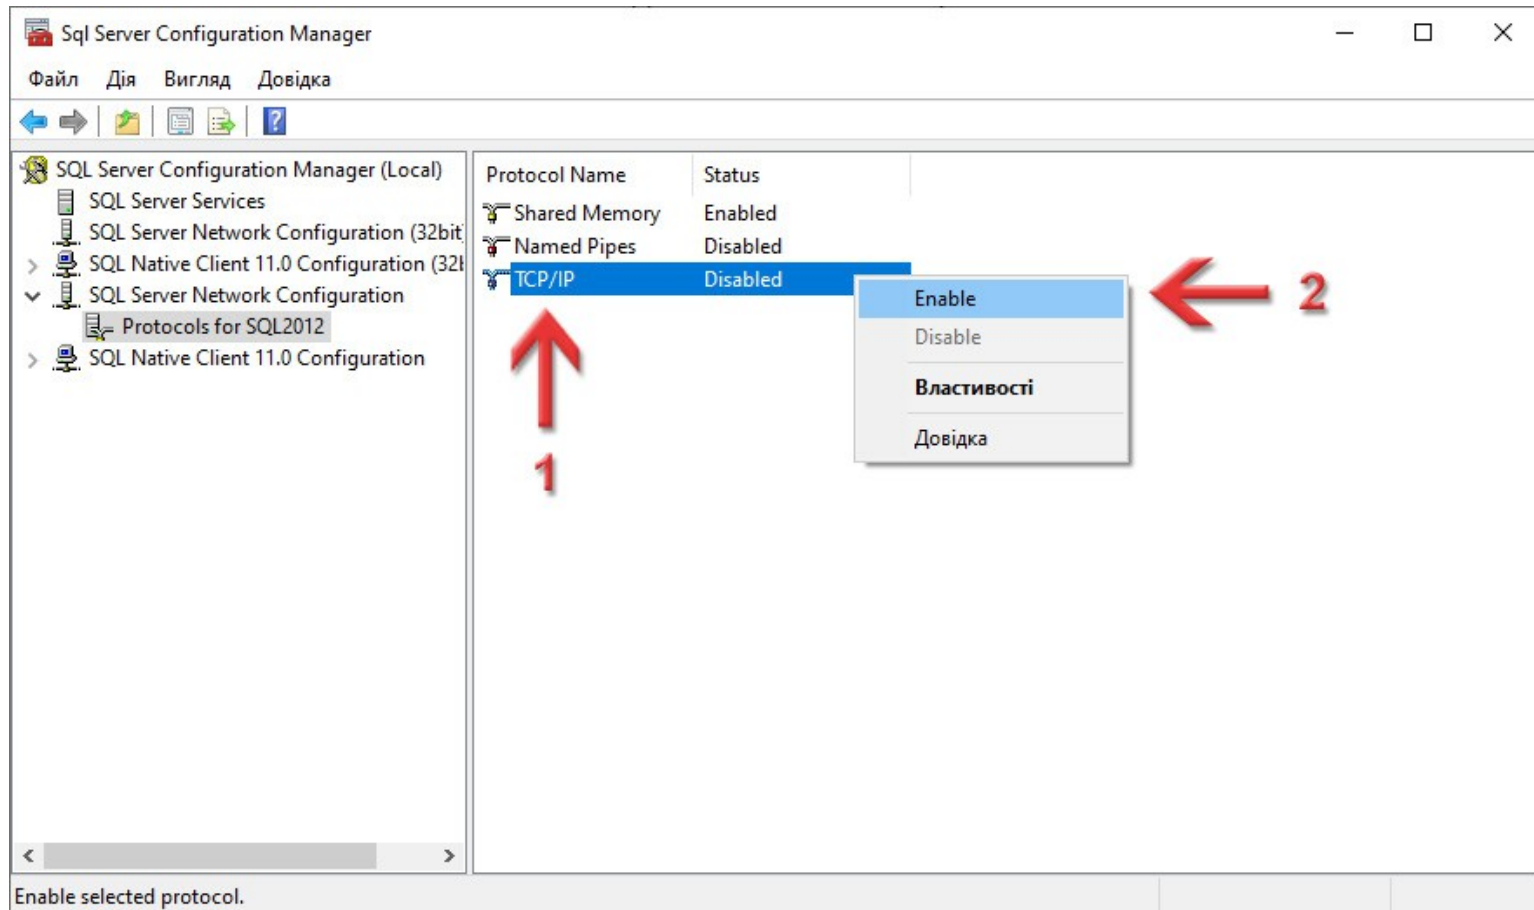 Sql Server Configuration Manager
Файл Дія Вигляд Довідка
SQL Server Configuration Manager (Local)
SQL Server Services
SQL Server Network Configuration (32bit
SQL Native Client 11.0 Configuration (32
SQL Server Network Configuration
Protocols for SQL2012
SQL Native Client 11.0 Configuration
Protocol Name Status
Shared Memory Enabled
Named Pipes Disabled
TCP/IP Disabled
Enable
Disable
Властивості
Довідка
1
2
Enable selected protocol.